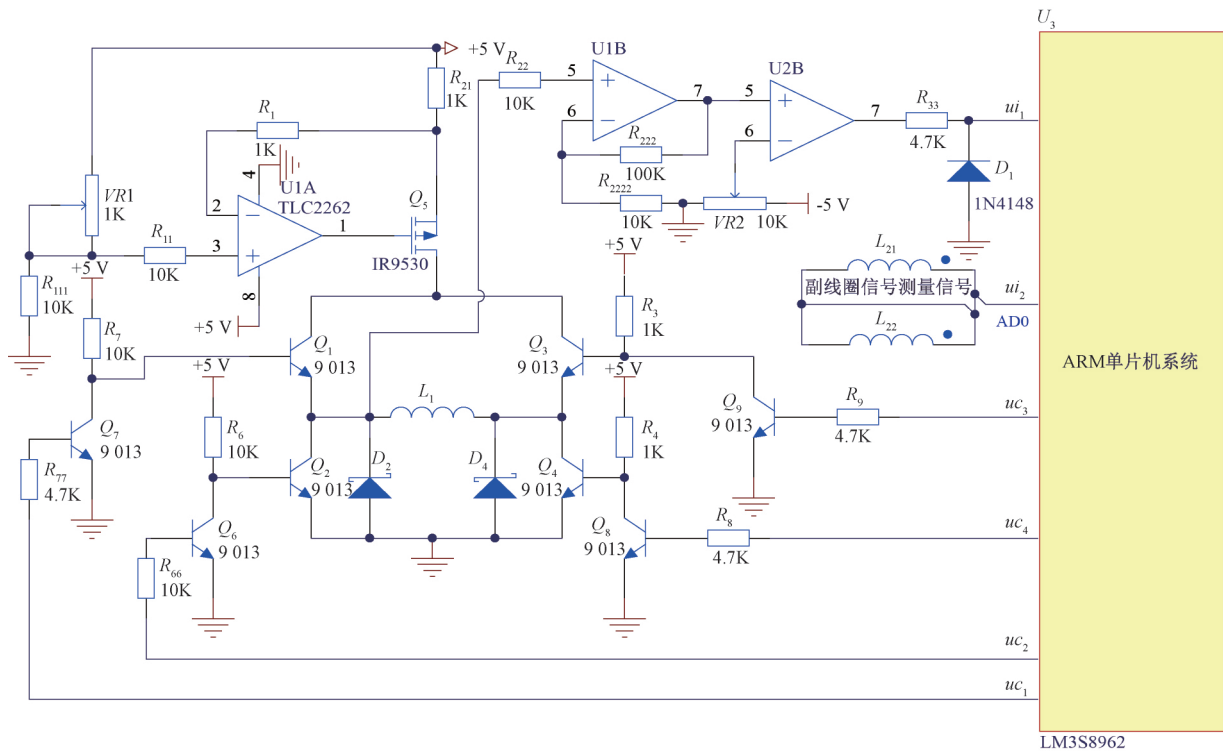 U3
+5 V
R21
1K
R22
10K
U1B
5
6
7
R222
100K
R2222
10K
U2B
5
6
7
VR2
10K
-5 V
R33
4.7K
ui1
D1
1N4148
R1
1K
4
U1A
TLC2262
2
3
1
8
+5 V
Q5
IR9530
VR1
1K
R11
10K
R111
10K
+5 V
R7
10K
L21
副线圈信号测量信号
L22
ui2
AD0
ARM单片机系统
+5 V
R3
1K
Q1
9 013
Q3
9 013
+5 V
R6
10K
L1
+5 V
R4
1K
Q9
9 013
R9
4.7K
uc3
Q7
9 013
R77
4.7K
Q2
9 013
D2
D4
Q4
9 013
Q6
9 013
R66
10K
Q8
9 013
R8
4.7K
uc4
uc2
uc1
LM3S8962